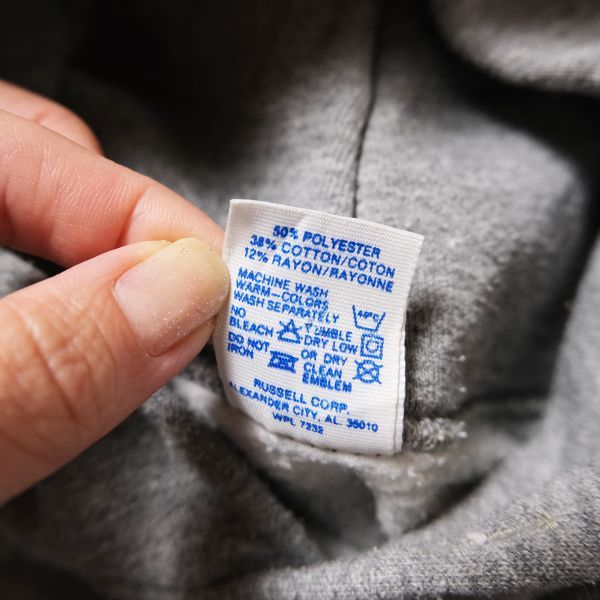 50% POLYESTER
38% COTTON/COTON
12% RAYON/RAYONNE
MACHINE WASH
WARM-COLORS
WASH SEPARATELY 40°C
NO TUMBLE
BLEACH DRY LOW
DO NOT OR DRY
IRON CLEAN
EMBLEM
RUSSELL CORP.
ALEXANDER CITY, AL. 35010
WPL 7232